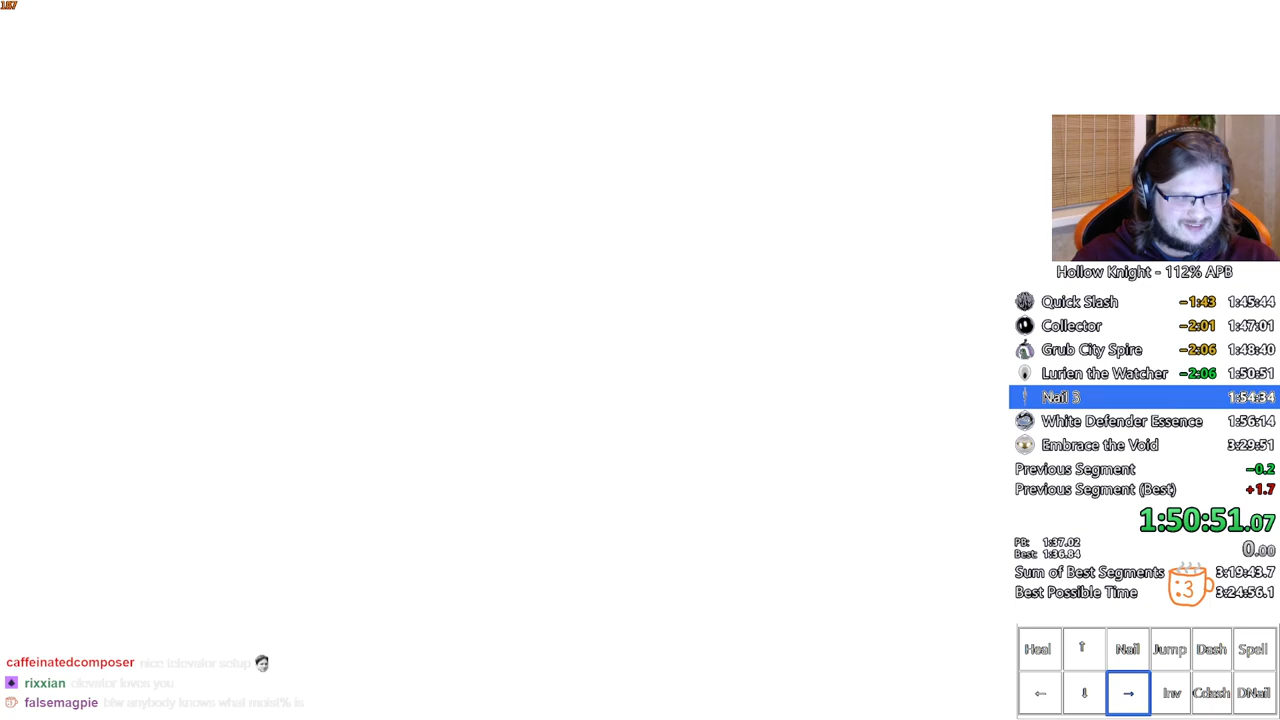 187
Hollow Knight - 112% APB
Quick Slash -1:43 1:45:44
Collector -2:01 1:47:01
Grub City Spire -2:06 1:48:40
Lurien the Watcher -2:06 1:50:51
Nail 3 1:54:34
White Defender Essence 1:56:14
Embrace the Void 3:29:51
Previous Segment -0.2
Previous Segment (Best) +1.7
1:50:51.07
PB: 1:37.02 0.00
Best: 1:36.84
Sum of Best Segments 3:19:43.7
Best Possible Time 3:24:56.1
:3
Heal ↑ Nail Jump Dash Spell
← ↓ → Inv Cdash DNail
caffeinatedcomposer nice televator setup
rixxian elevator loves you
falsemagpie btw anybody knows what moist% is